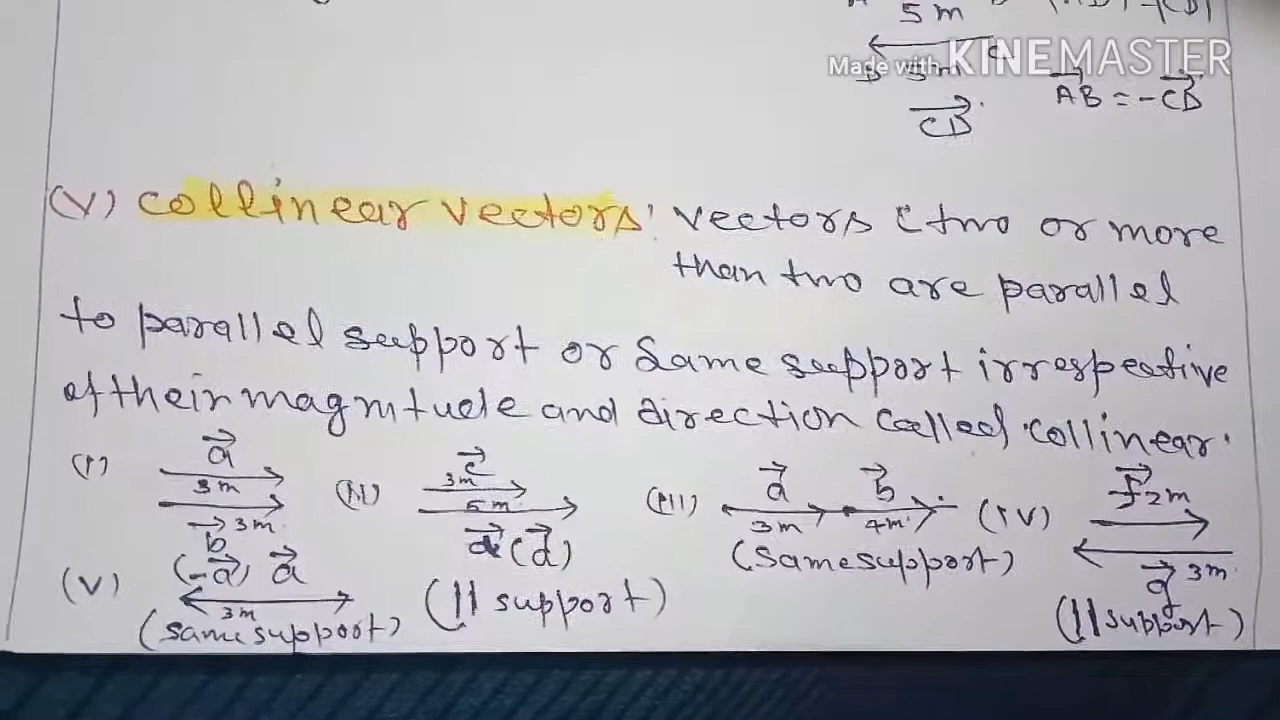 5m
Made with KINEMASTER
AB = -CD
CD
(V) collinear vectors: vectors (two or more
than two are parallel
to parallel support or same support irrespective
of their magnitude and direction called collinear.
(i) a 3m b 3m
(ii) c 3m 5m (d)
(|| support)
(iii) a 3m b 4m
(same support)
(iv) f 2m g 3m
(|| support)
(V) (-a) a 3m
(same support)